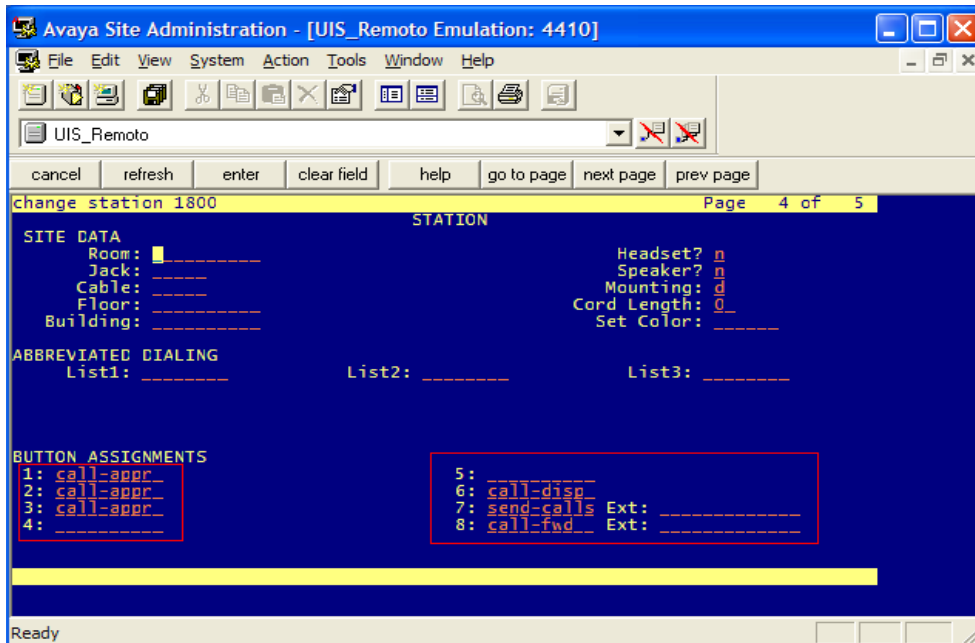 Avaya Site Administration - [UIS_Remoto Emulation: 4410]
File Edit View System Action Tools Window Help
UIS_Remoto
cancel refresh enter clear field help go to page next page prev page
change station 1800 Page 4 of 5
STATION
SITE DATA
Room: Headset? n
Jack: Speaker? n
Cable: Mounting: d
Floor: Cord Length: 0
Building: Set Color:
ABBREVIATED DIALING
List1: List2: List3:
BUTTON ASSIGNMENTS
1: call-appr 5:
2: call-appr 6: call-disp
3: call-appr 7: send-calls Ext:
4: 8: call-fwd Ext:
Ready